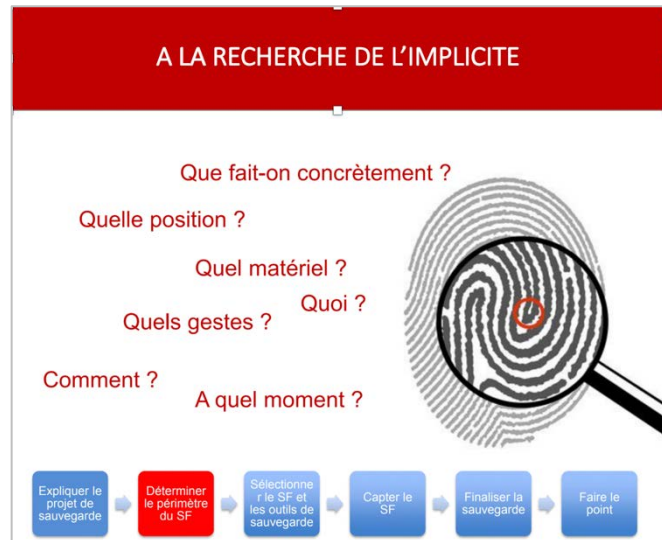 A LA RECHERCHE DE L'IMPLICITE
Que fait-on concrètement ?
Quelle position ?
Quel matériel ?
Quoi ?
Quels gestes ?
Comment ?
A quel moment ?
Expliquer le
projet de
sauvegarde
Déterminer
le périmètre
du SF
Sélectionne
r le SF et
les outils de
sauvegarde
Capter le
SF
Finaliser la
sauvegarde
Faire le
point